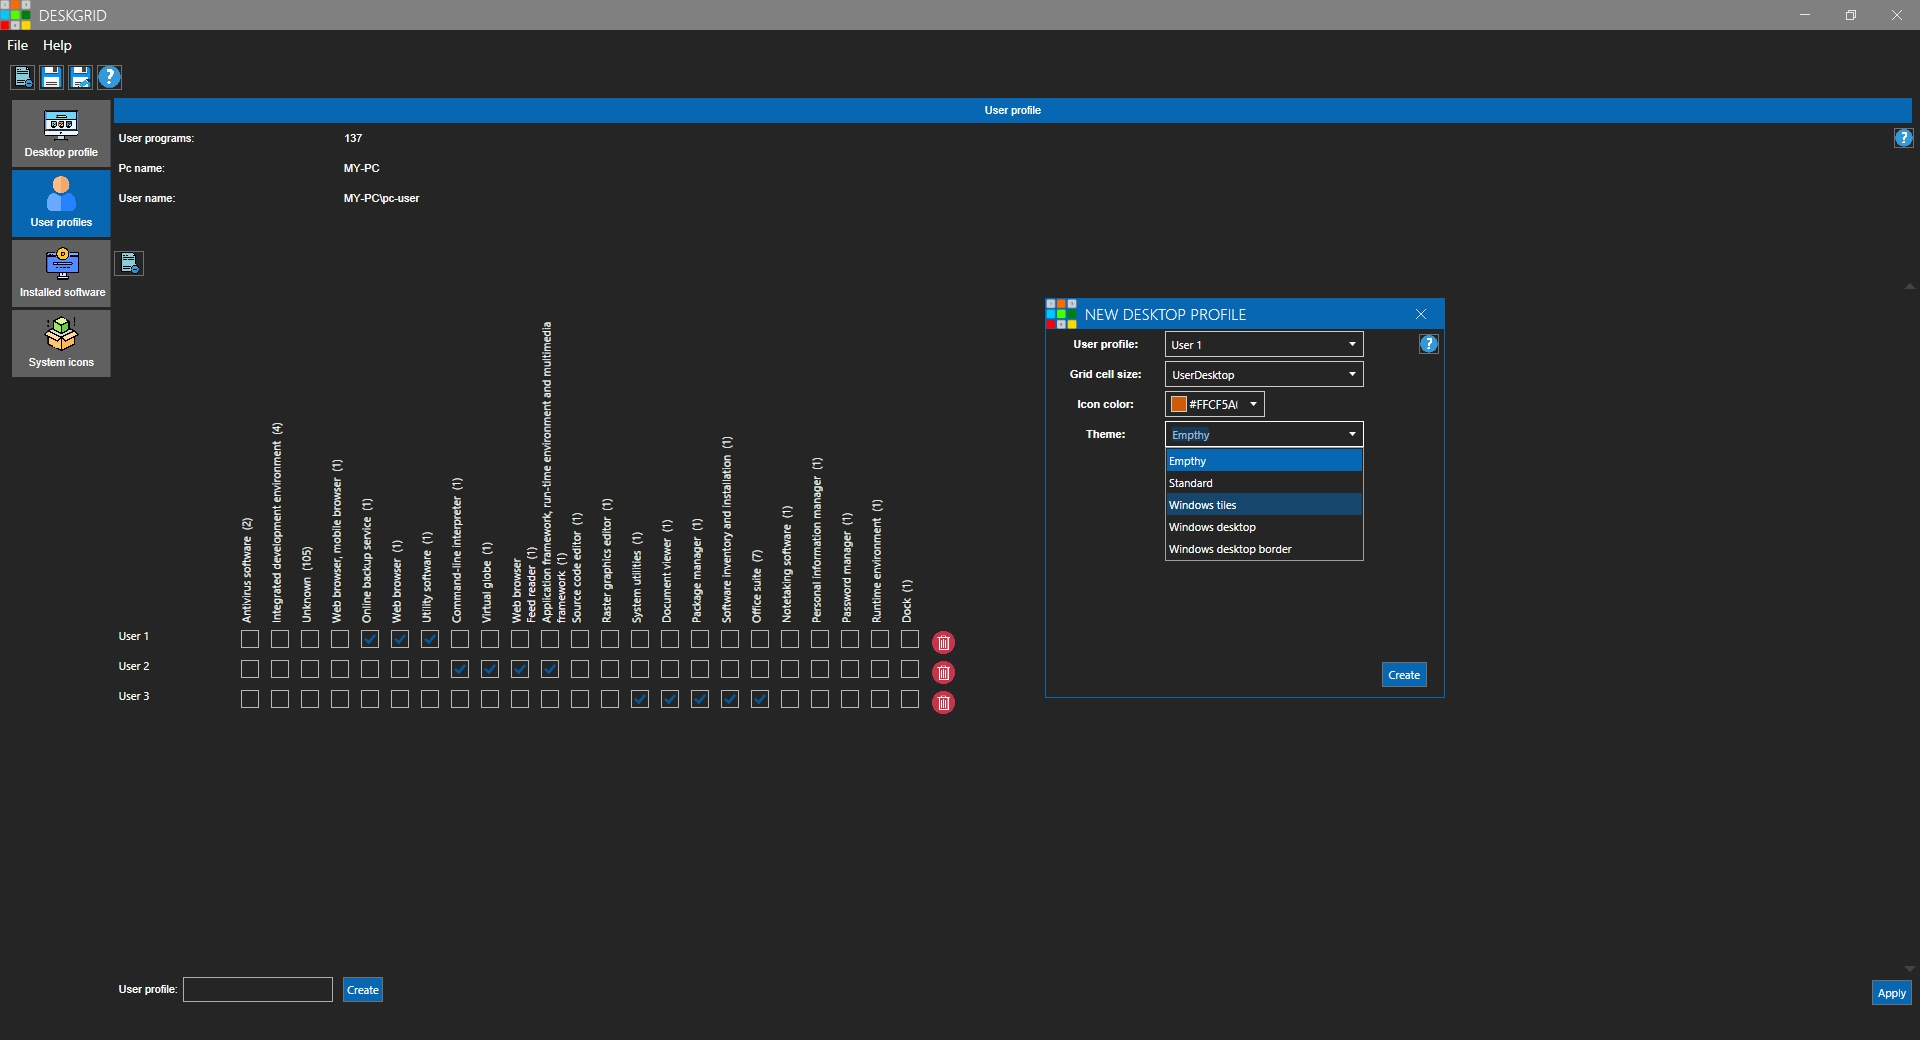 DESKGRID
File Help
User profile
Desktop profile
User profiles
Installed software
System icons
User programs: 137
Pc name: MY-PC
User name: MY-PC\pc-user
Antivirus software (2)
Integrated development environment (4)
Unknown (105)
Web browser, mobile browser (1)
Online backup service (1)
Web browser (1)
Utility software (1)
Command-line interpreter (1)
Virtual globe (1)
Web browser
Feed reader (1)
Application framework, run-time environment and multimedia
framework (1)
Source code editor (1)
Raster graphics editor (1)
System utilities (1)
Document viewer (1)
Package manager (1)
Software inventory and installation (1)
Office suite (7)
Notetaking software (1)
Personal information manager (1)
Password manager (1)
Runtime environment (1)
Dock (1)
User 1
User 2
User 3
NEW DESKTOP PROFILE
User profile: User 1
Grid cell size: UserDesktop
Icon color: #FFCF5A
Theme: Empthy
Empthy
Standard
Windows tiles
Windows desktop
Windows desktop border
Create
User profile: Create
Apply